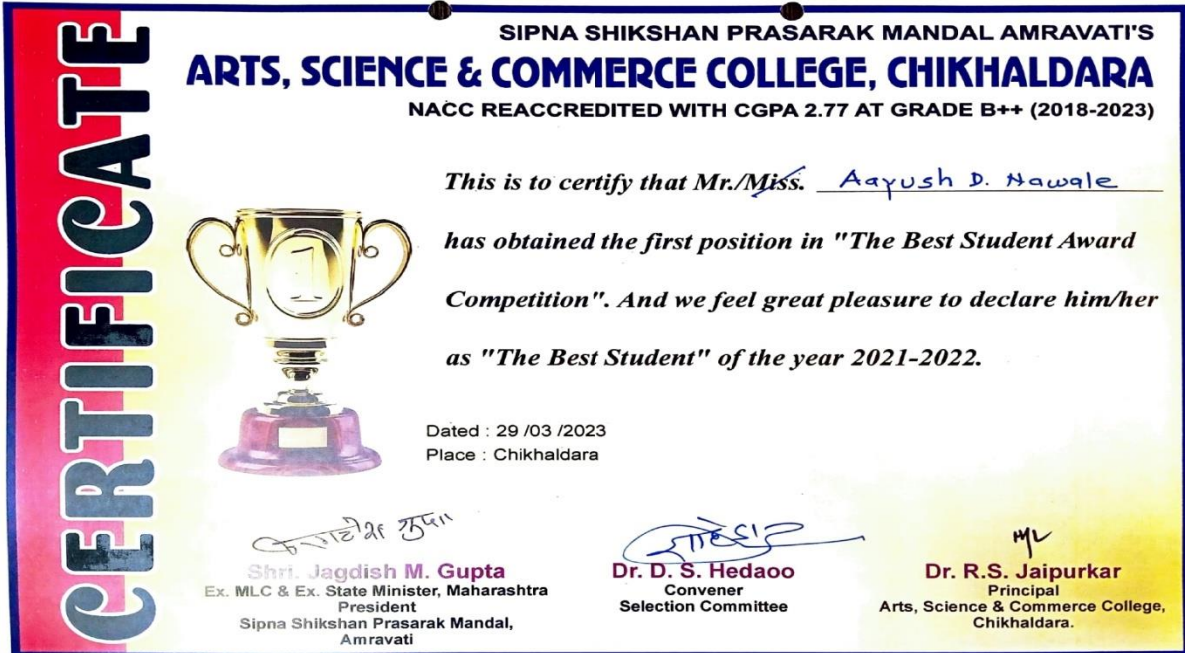 CERTIFICATE
SIPNA SHIKSHAN PRASARAK MANDAL AMRAVATI'S
ARTS, SCIENCE & COMMERCE COLLEGE, CHIKHALDARA
NACC REACCREDITED WITH CGPA 2.77 AT GRADE B++ (2018-2023)
This is to certify that Mr./Miss. Aayush D. Nawale
has obtained the first position in "The Best Student Award
Competition". And we feel great pleasure to declare him/her
as "The Best Student" of the year 2021-2022.
1
Dated : 29 /03 /2023
Place : Chikhaldara
Shri. Jagdish M. Gupta
Ex. MLC & Ex. State Minister, Maharashtra
President
Sipna Shikshan Prasarak Mandal,
Amravati
Dr. D. S. Hedaoo
Convener
Selection Committee
Dr. R.S. Jaipurkar
Principal
Arts, Science & Commerce College,
Chikhaldara.